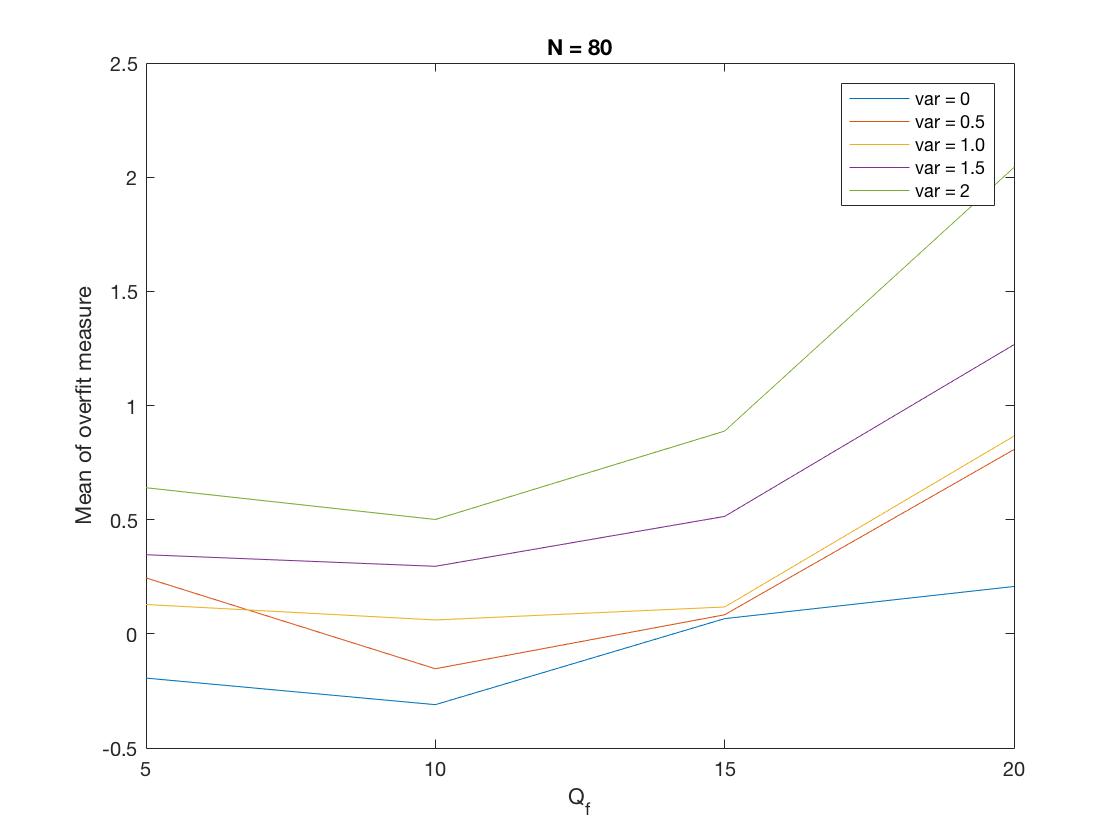 N = 80
2.5
2
1.5
1
0.5
0
-0.5
Mean of overfit measure
var = 0
var = 0.5
var = 1.0
var = 1.5
var = 2
5
10
15
20
Q_f